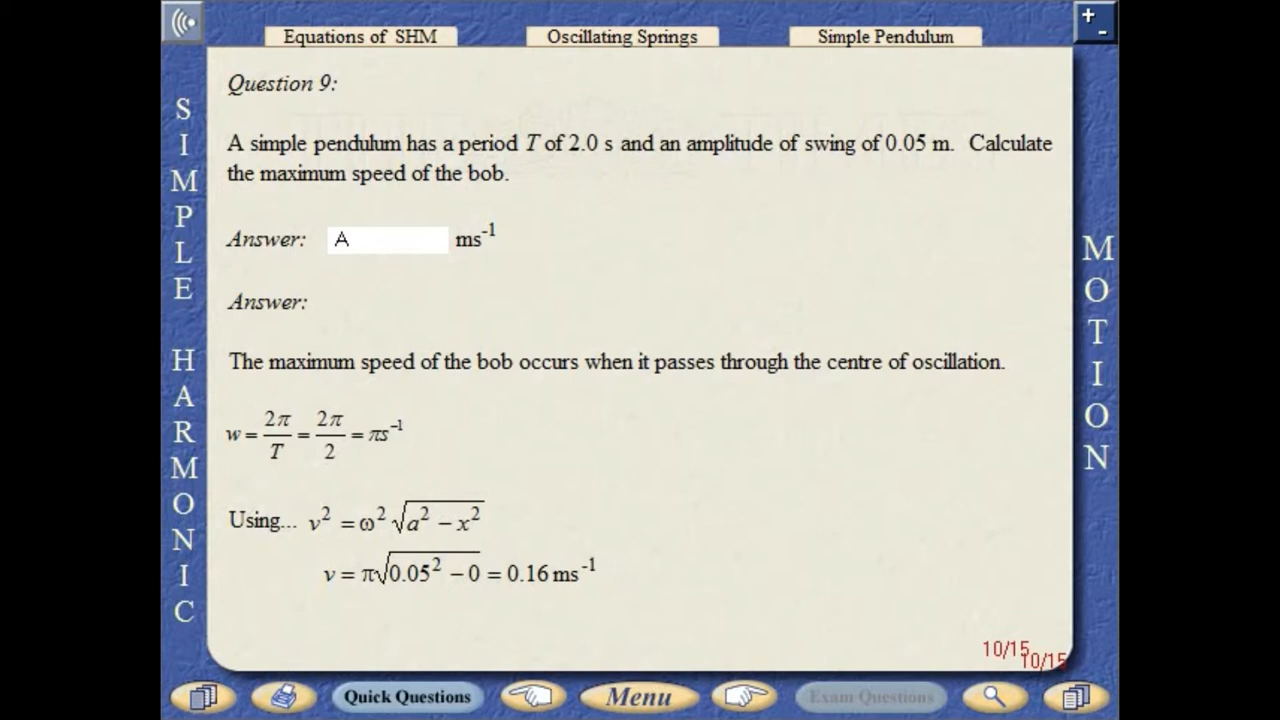 +
-
Equations of SHM
Oscillating Springs
Simple Pendulum
SIMPLE HARMONIC
MOTION
Question 9:
A simple pendulum has a period T of 2.0 s and an amplitude of swing of 0.05 m. Calculate
the maximum speed of the bob.
Answer: A ms⁻¹
Answer:
The maximum speed of the bob occurs when it passes through the centre of oscillation.
w = 2π/T = 2π/2 = πs⁻¹
Using... v² = ω² √(a² − x²)
v = π√(0.05² − 0) = 0.16 ms⁻¹
10/15
10/15
Quick Questions
Menu
Exam Questions